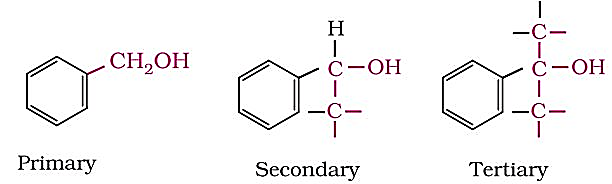 CH₂OH
H
C OH
C
C
C OH
C
Primary
Secondary
Tertiary